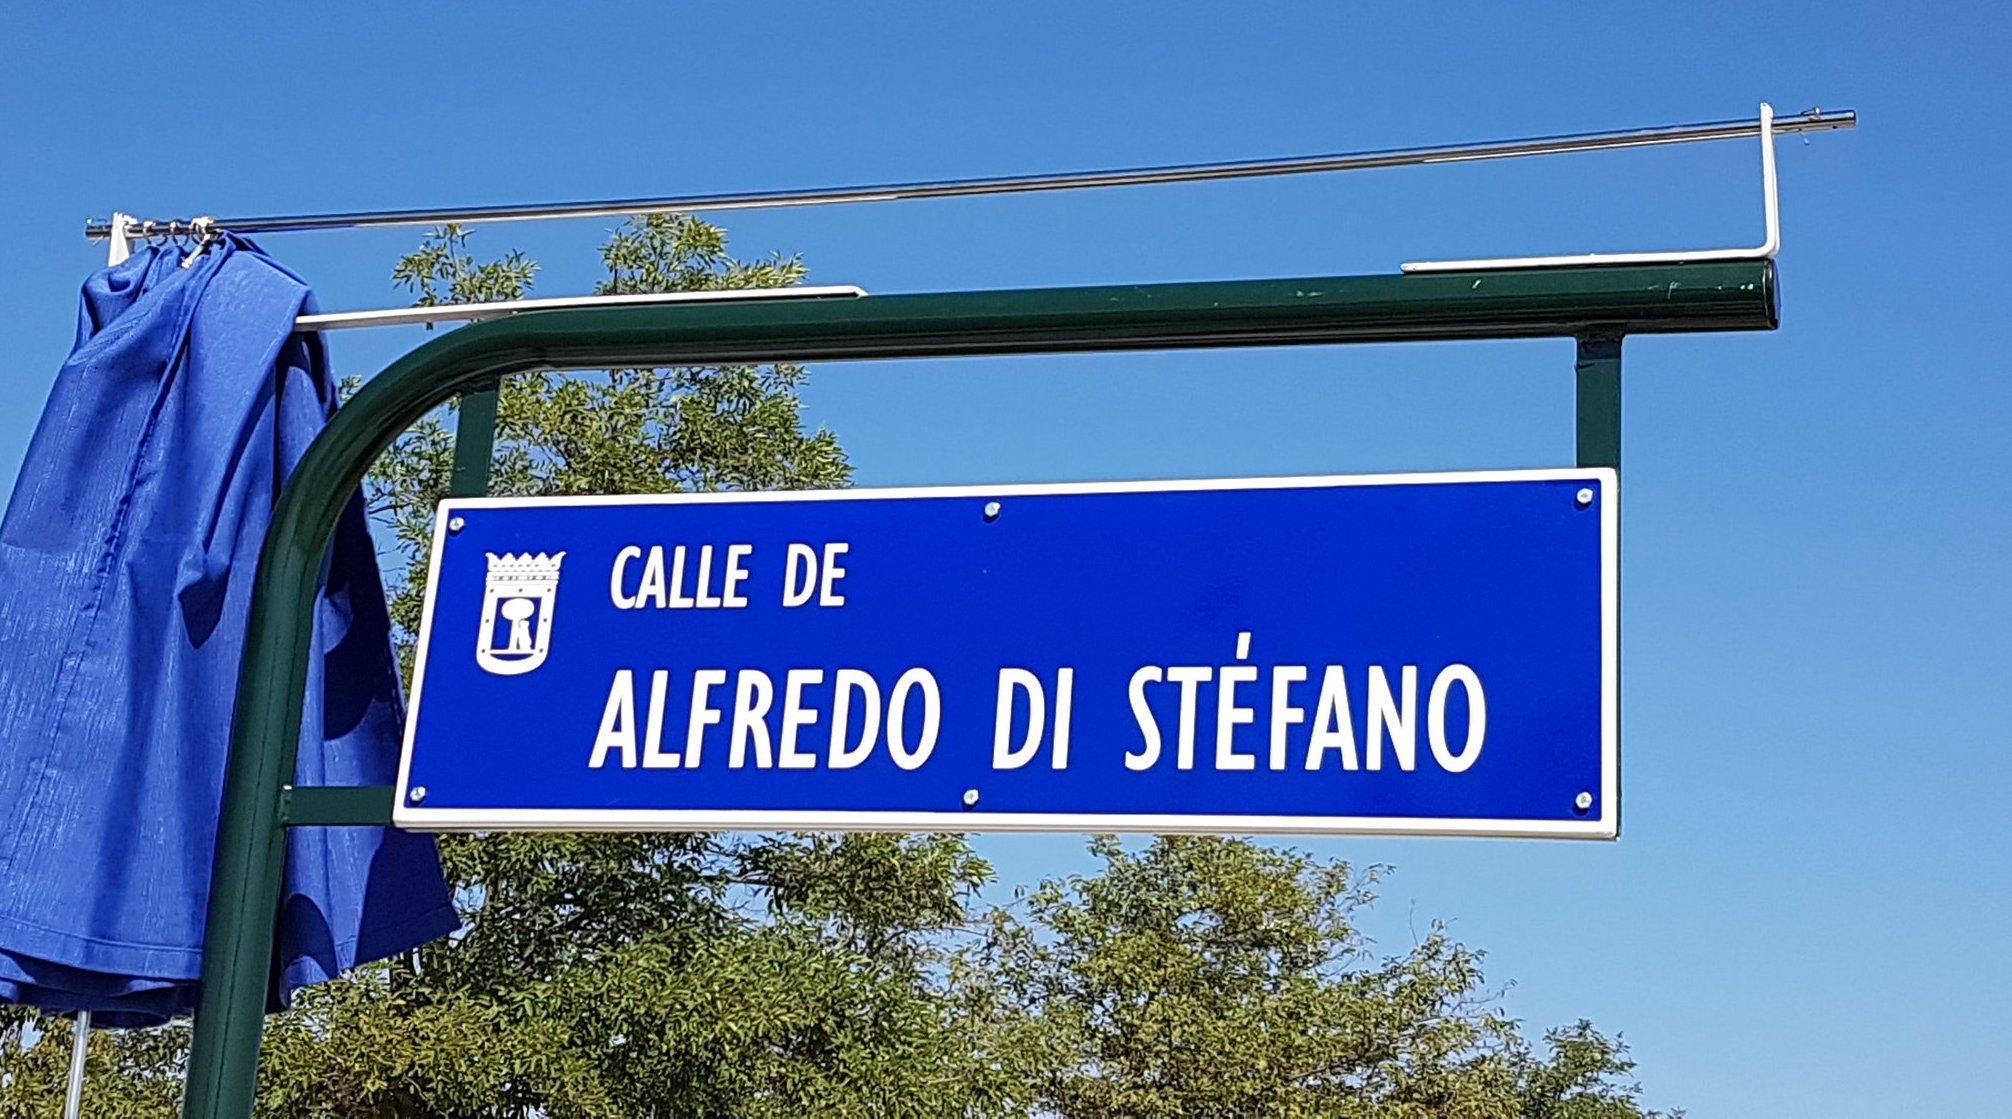 CALLE DE
ALFREDO DI STÉFANO